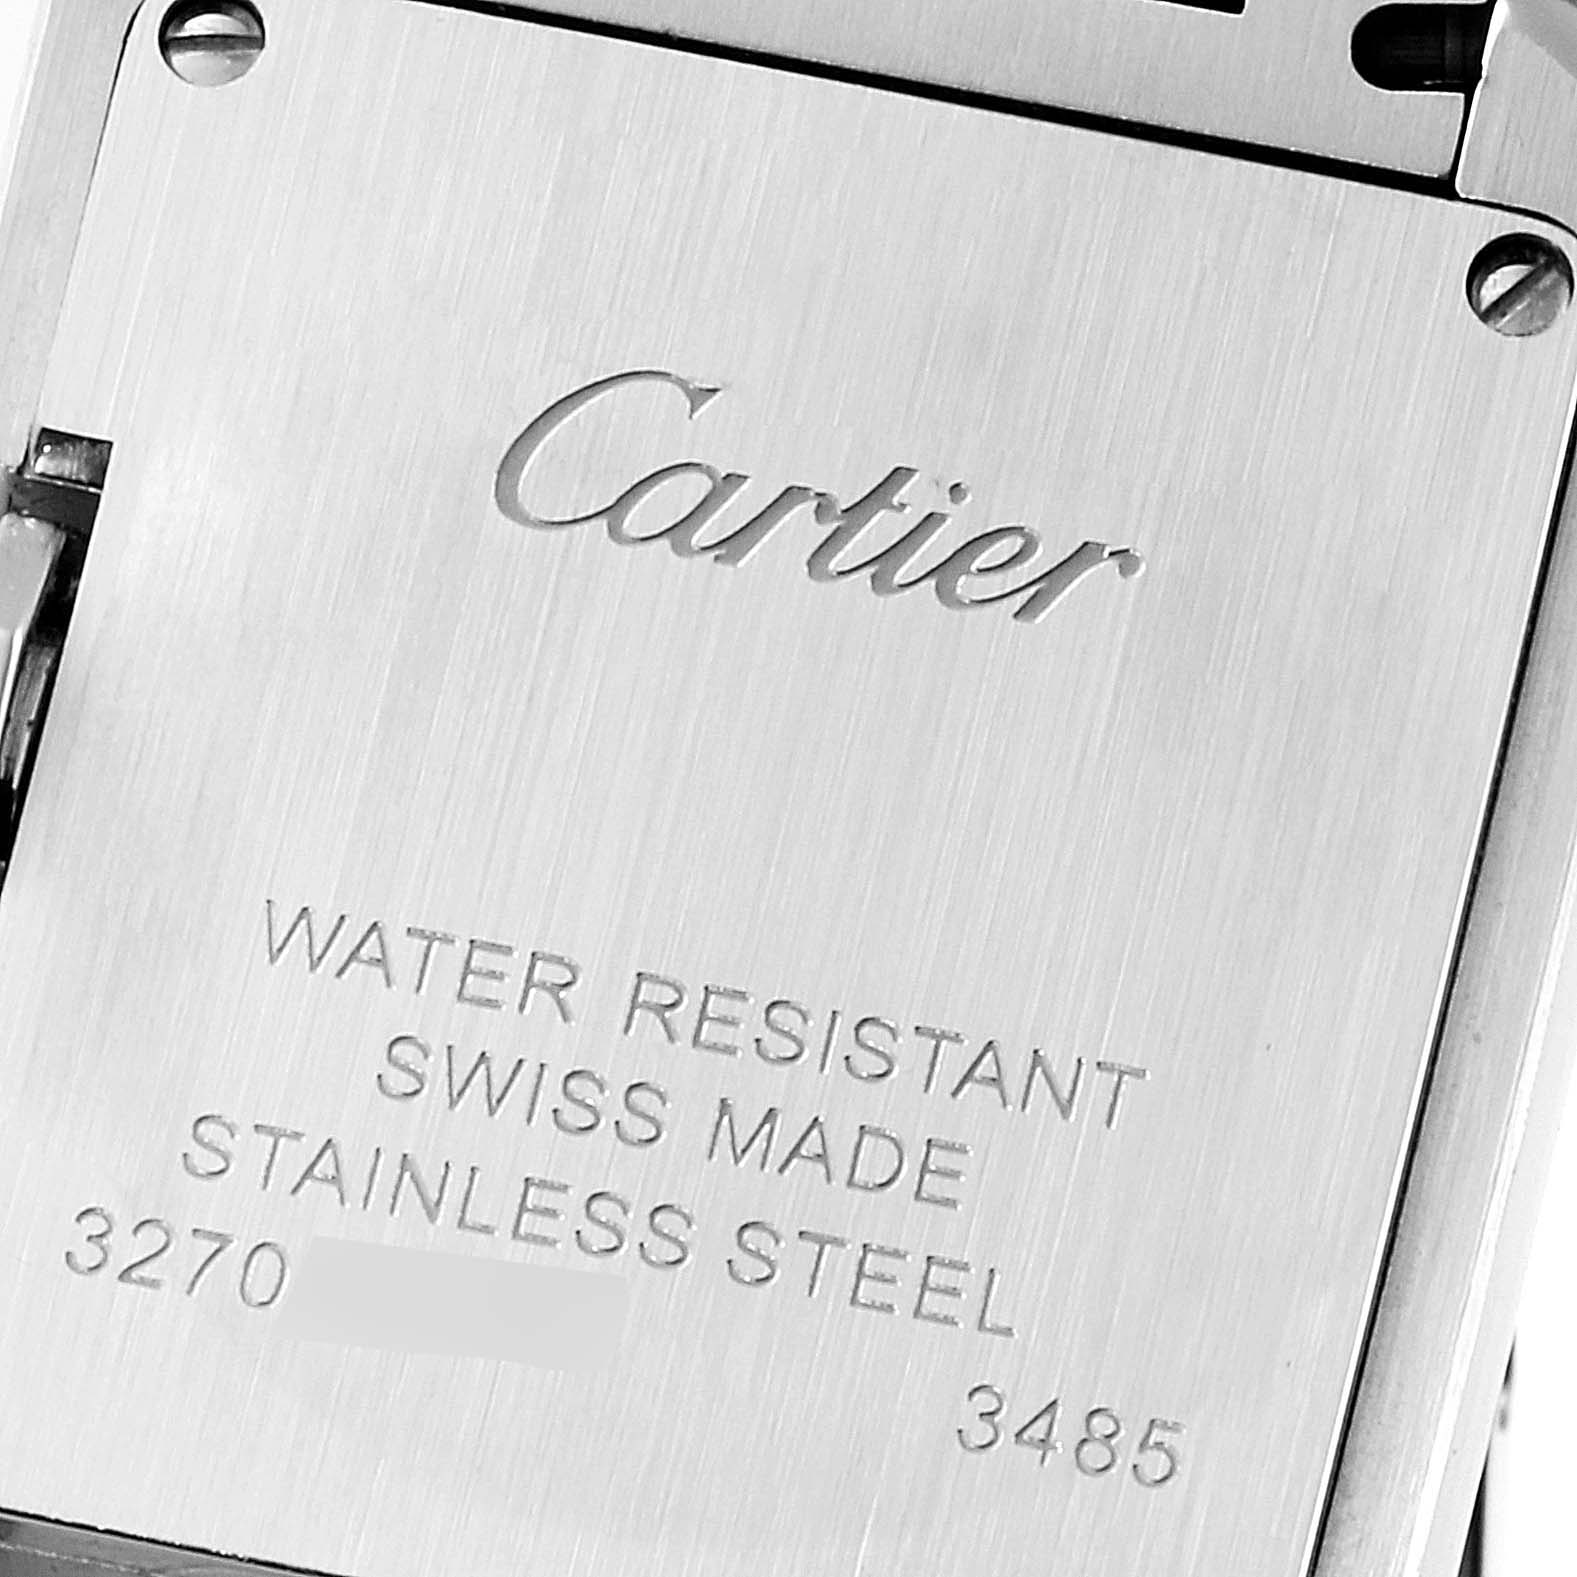 Cartier
WATER RESISTANT
SWISS MADE
STAINLESS STEEL
3270
3485